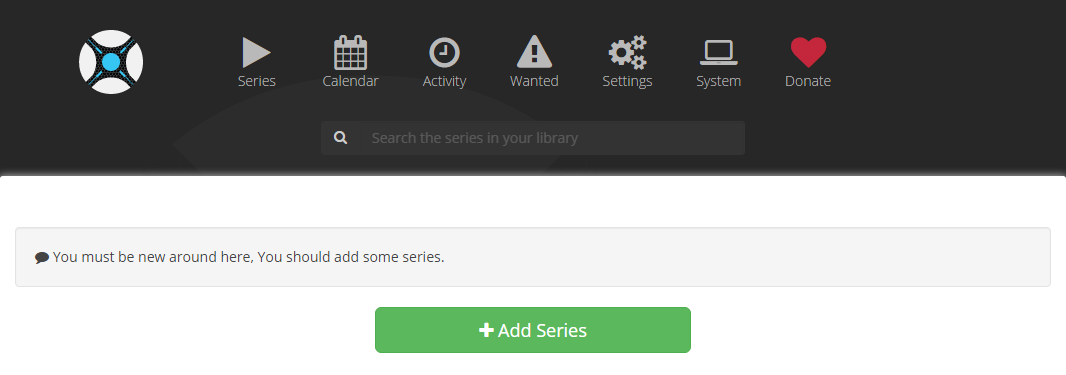 Series Calendar Activity Wanted Settings System Donate
Search the series in your library
You must be new around here, You should add some series.
Add Series